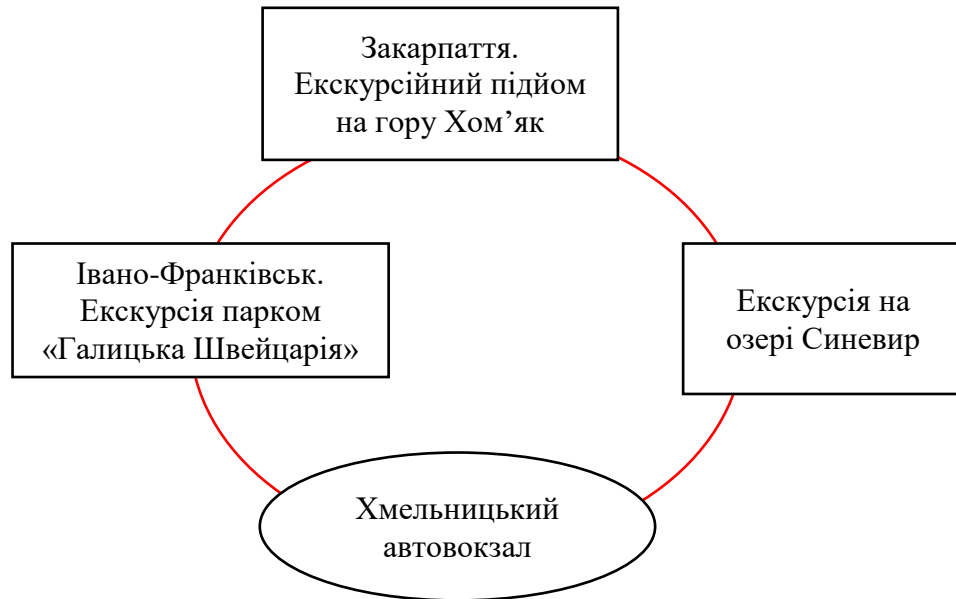 Закарпаття.
Екскурсійний підйом
на гору Хом’як
Івано-Франківськ.
Екскурсія парком
«Галицька Швейцарія»
Екскурсія на
озері Синевир
Хмельницький
автовокзал